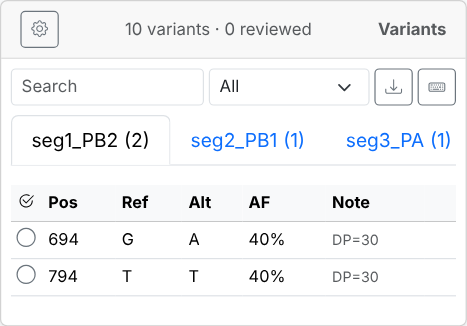 10 variants · 0 reviewed Variants
Search All
seg1_PB2 (2) seg2_PB1 (1) seg3_PA (1)
Pos Ref Alt AF Note
694 G A 40% DP=30
794 T T 40% DP=30